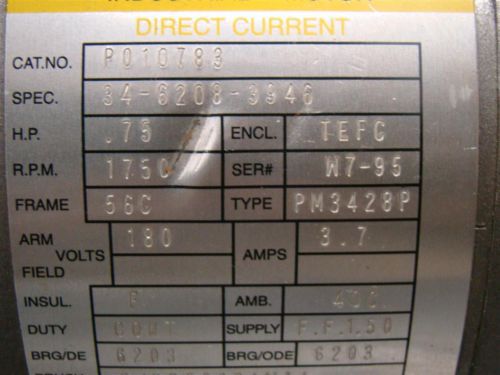 DIRECT CURRENT
CAT.NO. P010783
SPEC. 34-6208-3946
H.P. .75 ENCL. TEFC
R.P.M. 1750 SER# W7-95
FRAME 56C TYPE PM3428P
ARM VOLTS 180 AMPS 3.7
FIELD
INSUL. F AMB. 40C
DUTY CONT SUPPLY F.F.1.50
BRG/DE 6203 BRG/ODE 6203